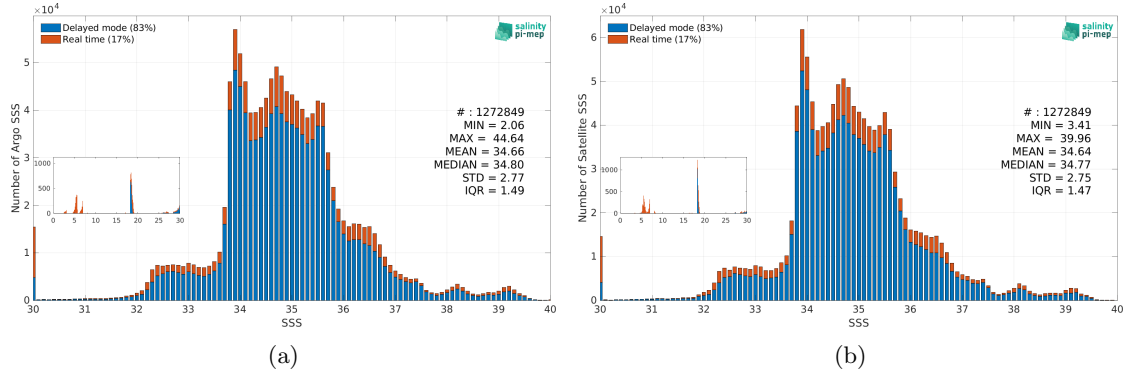 ×10⁴
Delayed mode (83%)
Real time (17%)
salinity
pi-mep
Number of Argo SSS
5
4
3
2
1
0
# : 1272849
MIN = 2.06
MAX = 44.64
MEAN = 34.66
MEDIAN = 34.80
STD = 2.77
IQR = 1.49
1000
500
0
0 5 10 15 20 25 30
30 31 32 33 34 35 36 37 38 39 40
SSS
(a)
×10⁴
Delayed mode (83%)
Real time (17%)
salinity
pi-mep
Number of Satellite SSS
6
5
4
3
2
1
0
# : 1272849
MIN = 3.41
MAX = 39.96
MEAN = 34.64
MEDIAN = 34.77
STD = 2.75
IQR = 1.47
1000
500
0
0 5 10 15 20 25 30
30 31 32 33 34 35 36 37 38 39 40
SSS
(b)